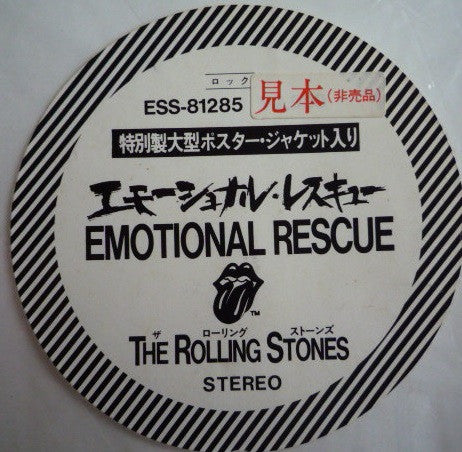 ロック
ESS-81285
見本(非売品)
特別製大型ポスター・ジャケット入り
エモーショナル・レスキュー
EMOTIONAL RESCUE
TM
ザ ローリング ストーンズ
THE ROLLING STONES
STEREO